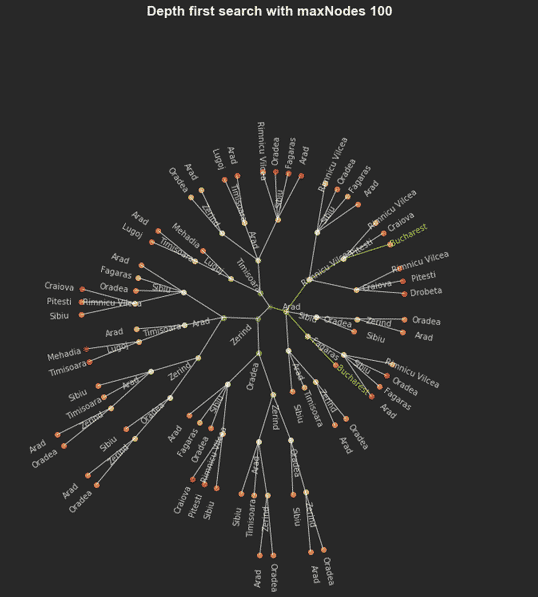 Depth first search with maxNodes 100
Rimnicu Vilcea
Oradea
Fagaras
Arad
Sibiu
Lugoj
Arad
Timisoara
Arad
Oradea
Zerind
Arad
Timisoara
Arad
Lugoj
Timisoara
Mehadia
Lugoj
Rimnicu Vilcea
Oradea
Fagaras
Arad
Sibiu
Rimnicu Vilcea
Craiova
Bucharest
Pitesti
Rimnicu Vilcea
Rimnicu Vilcea
Pitesti
Drobeta
Craiova
Arad
Sibiu
Oradea
Zerind
Oradea
Arad
Sibiu
Fagaras
Sibiu
Rimnicu Vilcea
Oradea
Fagaras
Arad
Bucharest
Arad
Sibiu
Timisoara
Zerind
Oradea
Arad
Arad
Fagaras
Oradea
Sibiu
Rimnicu Vilcea
Craiova
Pitesti
Sibiu
Arad
Timisoara
Mehadia
Lugoj
Timisoara
Arad
Zerind
Zerind
Arad
Sibiu
Timisoara
Zerind
Arad
Oradea
Oradea
Sibiu
Zerind
Arad
Oradea
Oradea
Sibiu
Arad
Fagaras
Oradea
Rimnicu Vilcea
Craiova
Pitesti
Sibiu
Zerind
Arad
Sibiu
Timisoara
Zerind
Arad
Oradea
Oradea
Sibiu
Zerind
Arad
Oradea